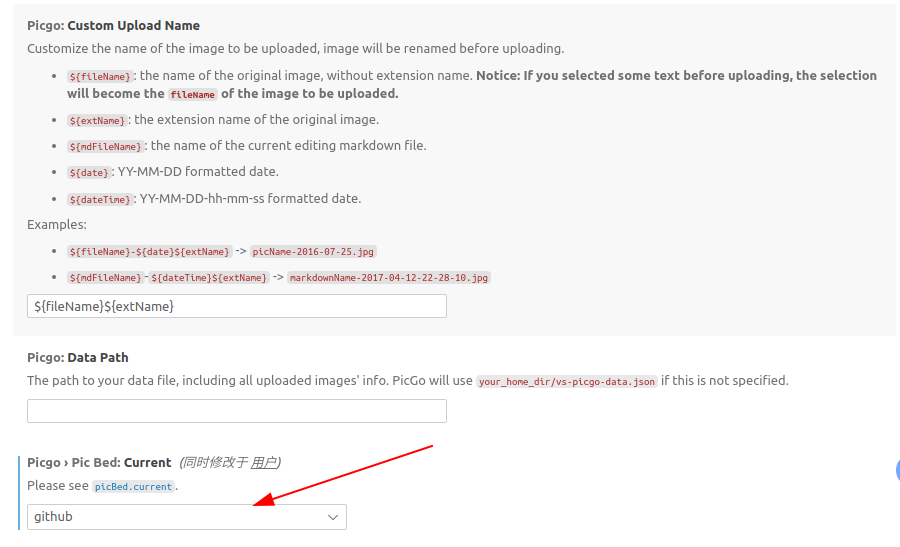 Picgo: Custom Upload Name
Customize the name of the image to be uploaded, image will be renamed before uploading.
• ${fileName}: the name of the original image, without extension name. Notice: If you selected some text before uploading, the selection
will become the fileName of the image to be uploaded.
• ${extName}: the extension name of the original image.
• ${mdFileName}: the name of the current editing markdown file.
• ${date}: YY-MM-DD formatted date.
• ${dateTime}: YY-MM-DD-hh-mm-ss formatted date.
Examples:
• ${fileName}-${date}${extName} -> picName-2016-07-25.jpg
• ${mdFileName}-${dateTime}${extName} -> markdownName-2017-04-12-22-28-10.jpg
${fileName}${extName}
Picgo: Data Path
The path to your data file, including all uploaded images' info. PicGo will use your_home_dir/vs-picgo-data.json if this is not specified.
Picgo › Pic Bed: Current (同时修改于 用户)
Please see picBed.current.
github